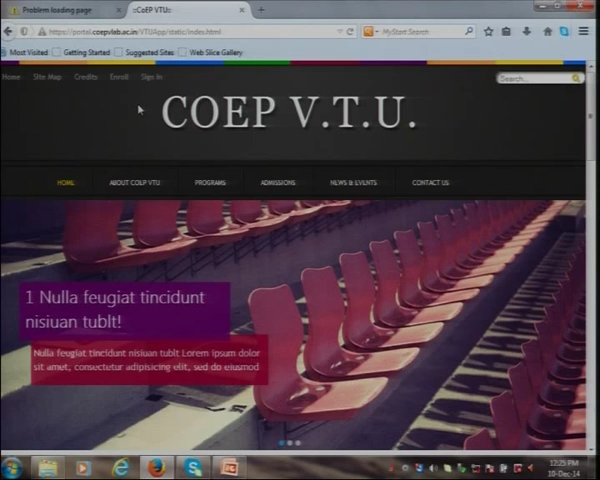 Problem loading page
::CoEP VTU::
https://portal.coepvlab.ac.in/VTUApp/static/index.html
MyStart Search
Most Visited Getting Started Suggested Sites Web Slice Gallery
Home Site Map Credits Enroll Sign In
Search...
COEP V.T.U.
HOME ABOUT COEP VTU PROGRAMS ADMISSIONS NEWS & EVENTS CONTACT US
1 Nulla feugiat tincidunt
nisiuan tublt!
Nulla feugiat tincidunt nisiuan tublt Lorem ipsum dolor
sit amet, consectetur adipisicing elit, sed do eiusmod
12:25 PM
10-Dec-14